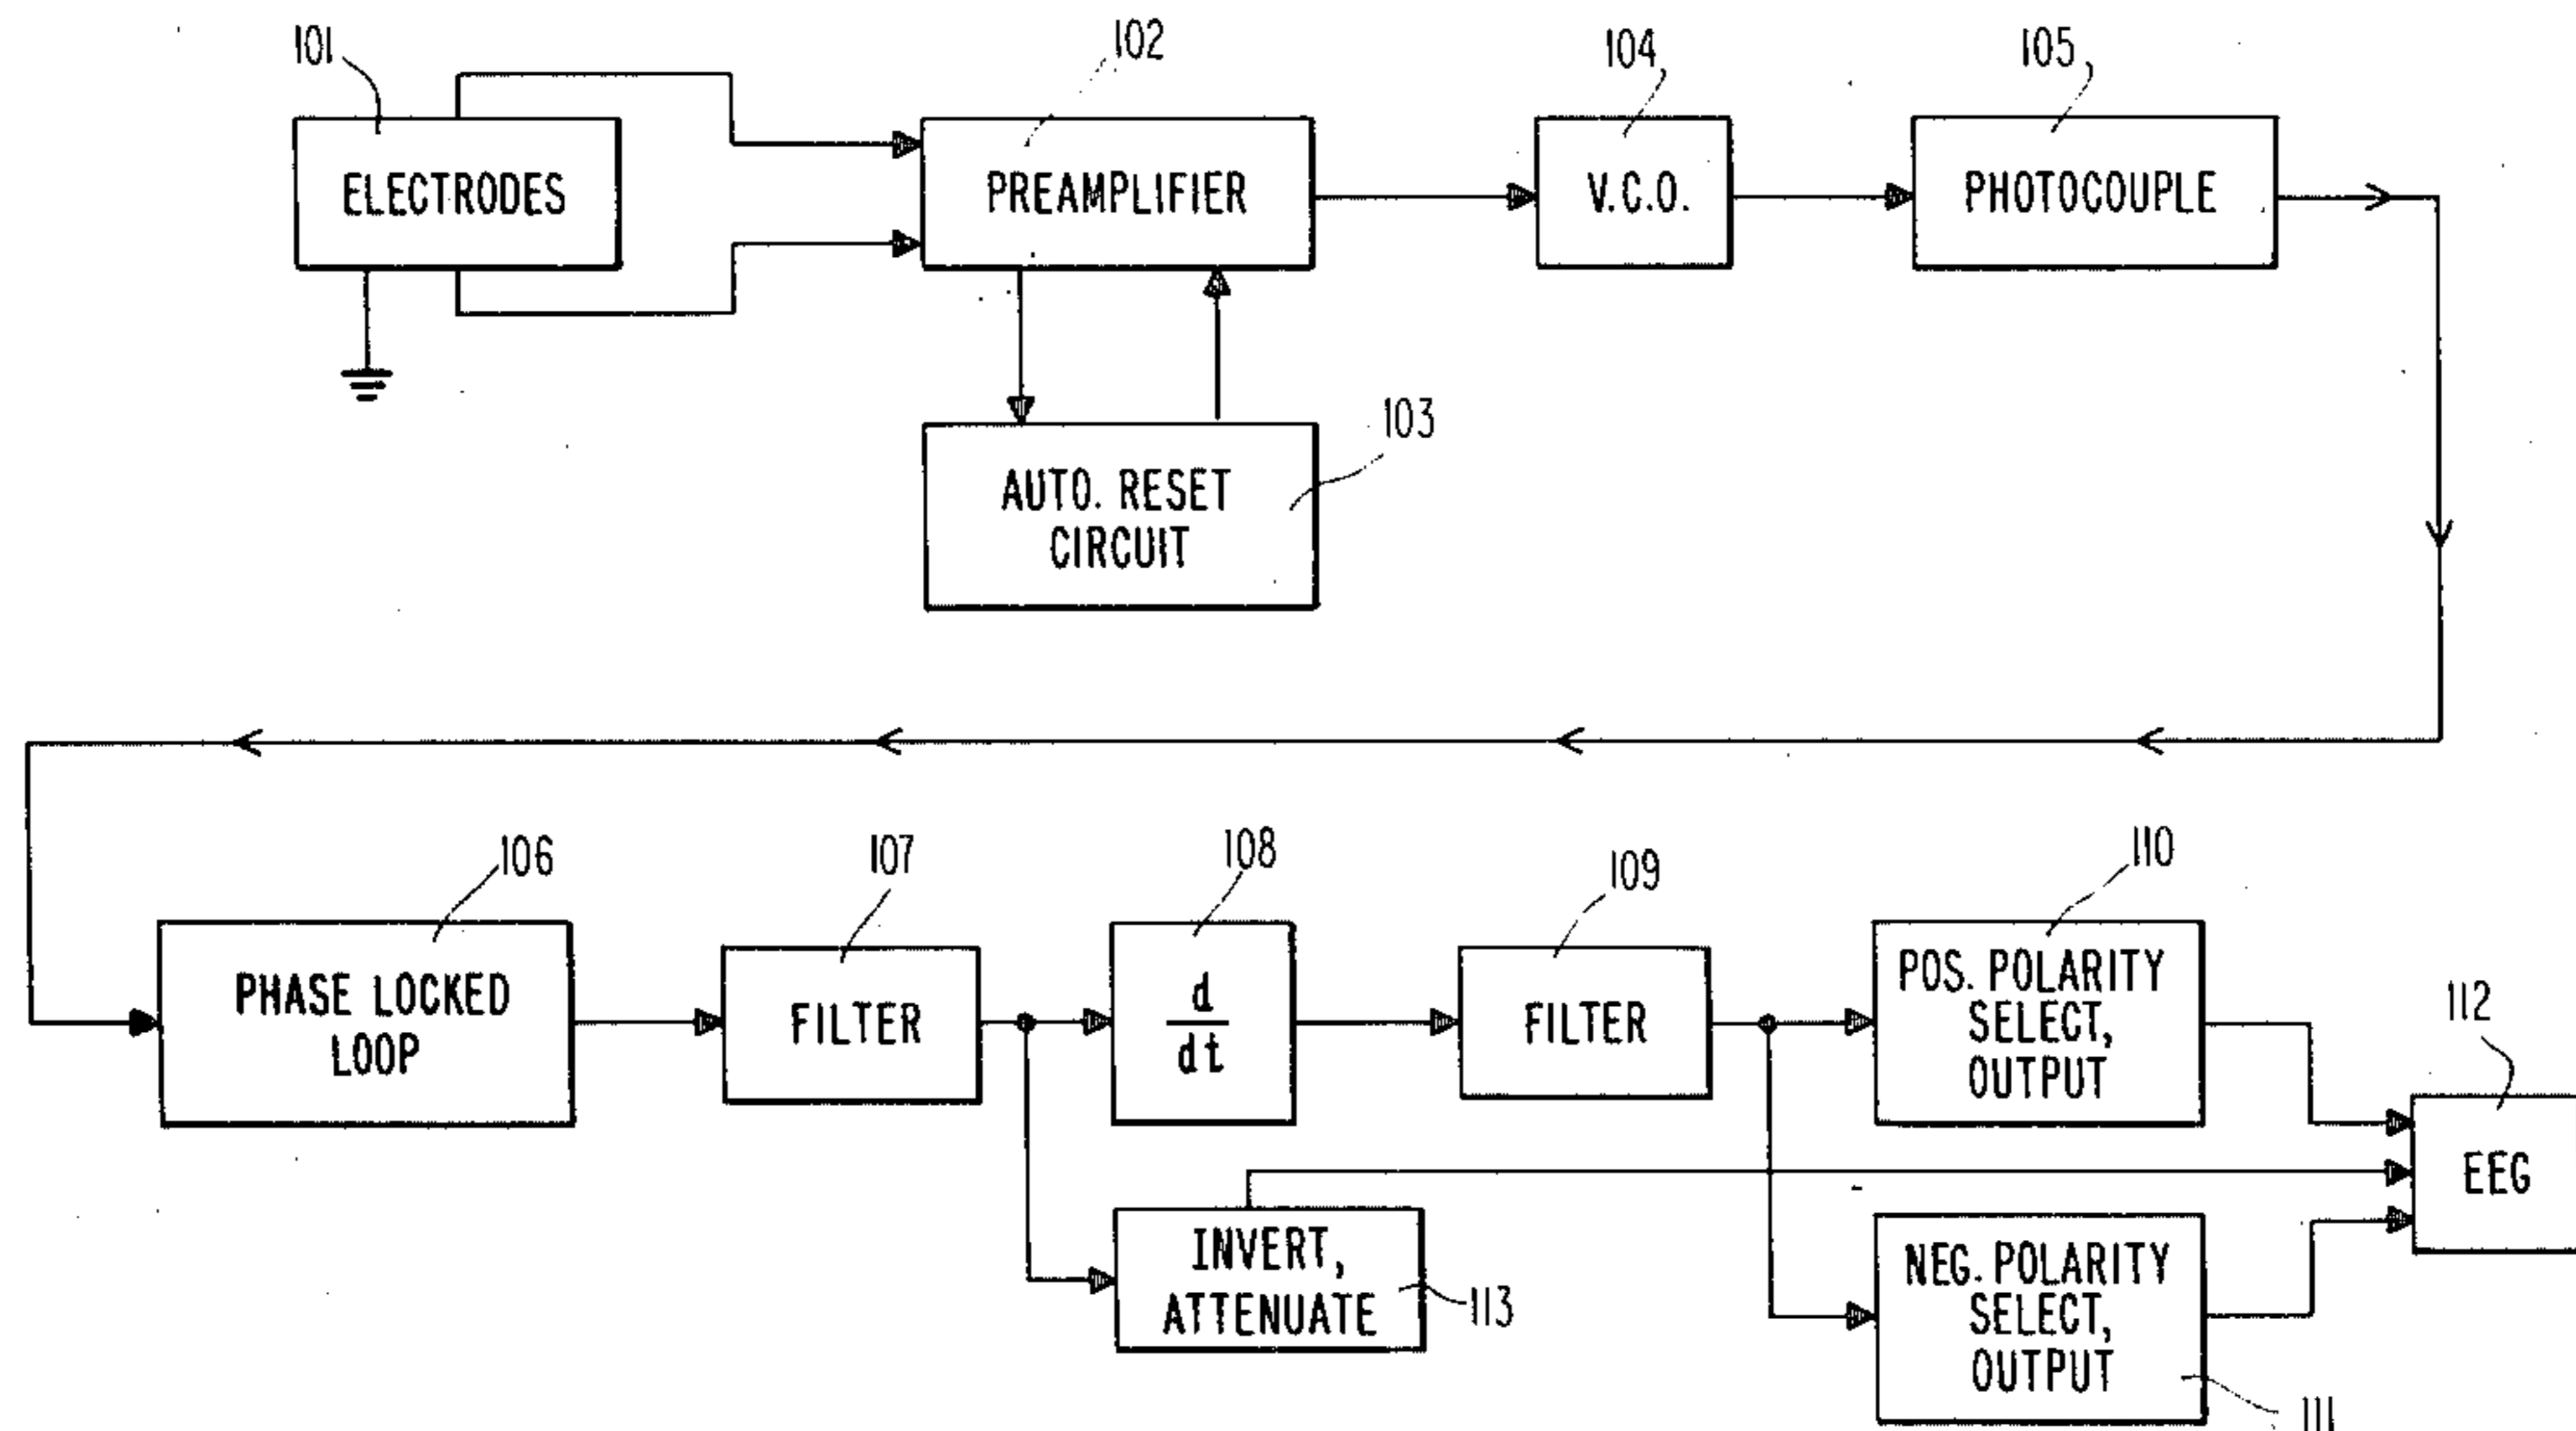 101
102
104
105
ELECTRODES
PREAMPLIFIER
V.C.O.
PHOTOCOUPLE
103
AUTO. RESET
CIRCUIT
106
107
108
109
110
PHASE LOCKED
LOOP
FILTER
d
dt
FILTER
POS. POLARITY
SELECT,
OUTPUT
112
EEG
INVERT,
ATTENUATE
113
NEG. POLARITY
SELECT,
OUTPUT
111